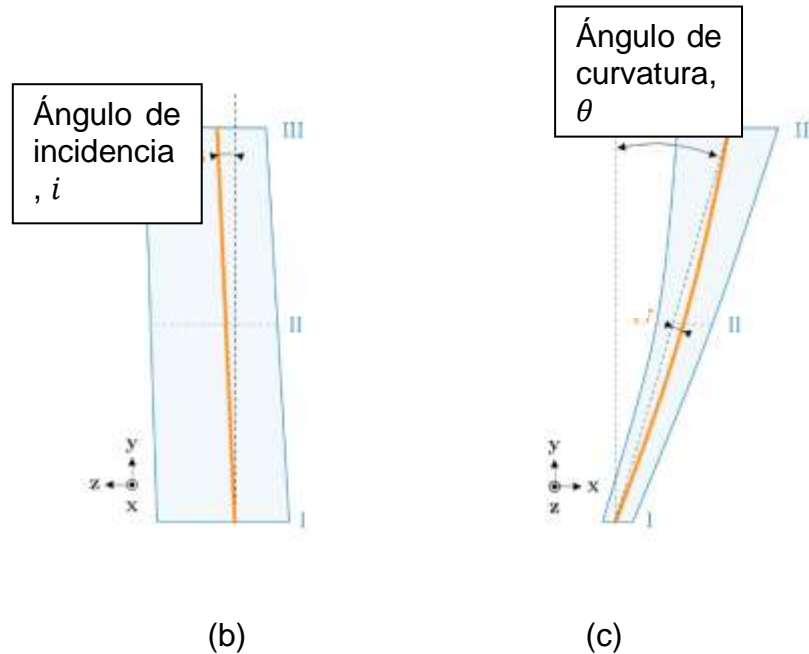 Ángulo de
curvatura,
θ
Ángulo de
incidencia
, i
III
II
y
z
x
I
II
II
y
x
z
I
(b)
(c)